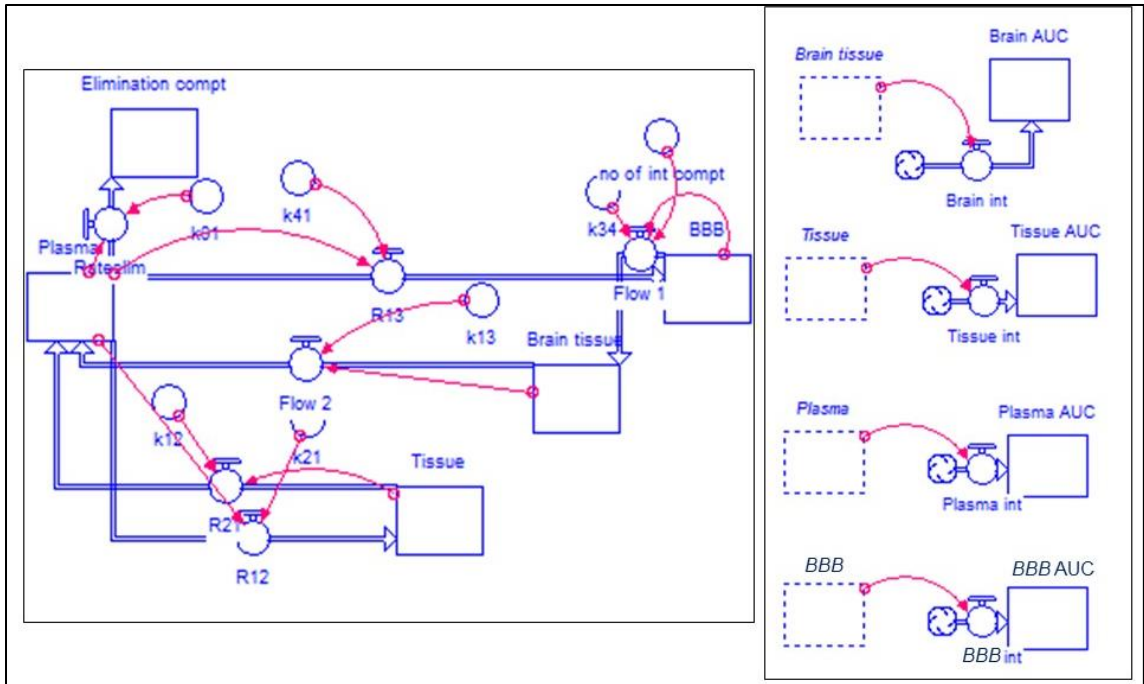 Elimination compt
no of int compt
k41
k01
k34
BBB
Plasma
Rateelim
Flow 1
R13
k13
Brain tissue
Flow 2
k12
k21
Tissue
R21
R12
Brain AUC
Brain tissue
Brain int
Tissue
Tissue AUC
Tissue int
Plasma
Plasma AUC
Plasma int
BBB
BBB AUC
BBB int